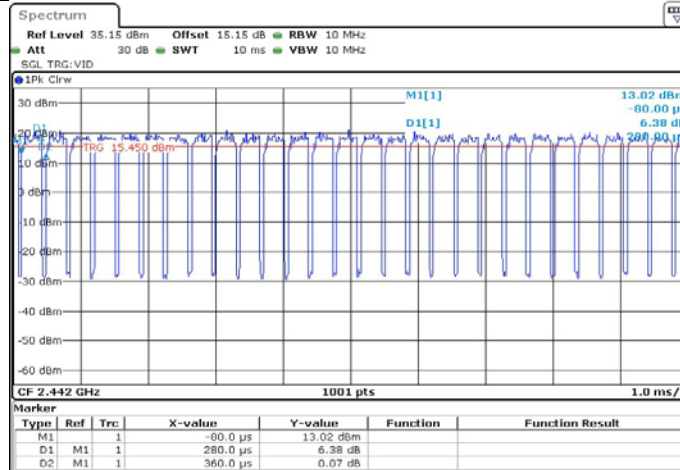 Spectrum
Ref Level 35.15 dBm Offset 15.15 dB RBW 10 MHz
Att 30 dB SWT 10 ms VBW 10 MHz
SGL TRG:VID
1Pk Clrw
M1[1] 13.02 dBm
-80.00 µs
D1[1] 6.38 dB
280.00 µs
30 dBm
20 dBm
D1
TRG 15.450 dBm
10 dBm
0 dBm
-10 dBm
-20 dBm
-30 dBm
-40 dBm
-50 dBm
-60 dBm
CF 2.442 GHz 1001 pts 1.0 ms/
Marker
Type Ref Trc X-value Y-value Function Function Result
M1 1 -80.0 µs 13.02 dBm
D1 M1 1 280.0 µs 6.38 dB
D2 M1 1 360.0 µs 0.07 dB